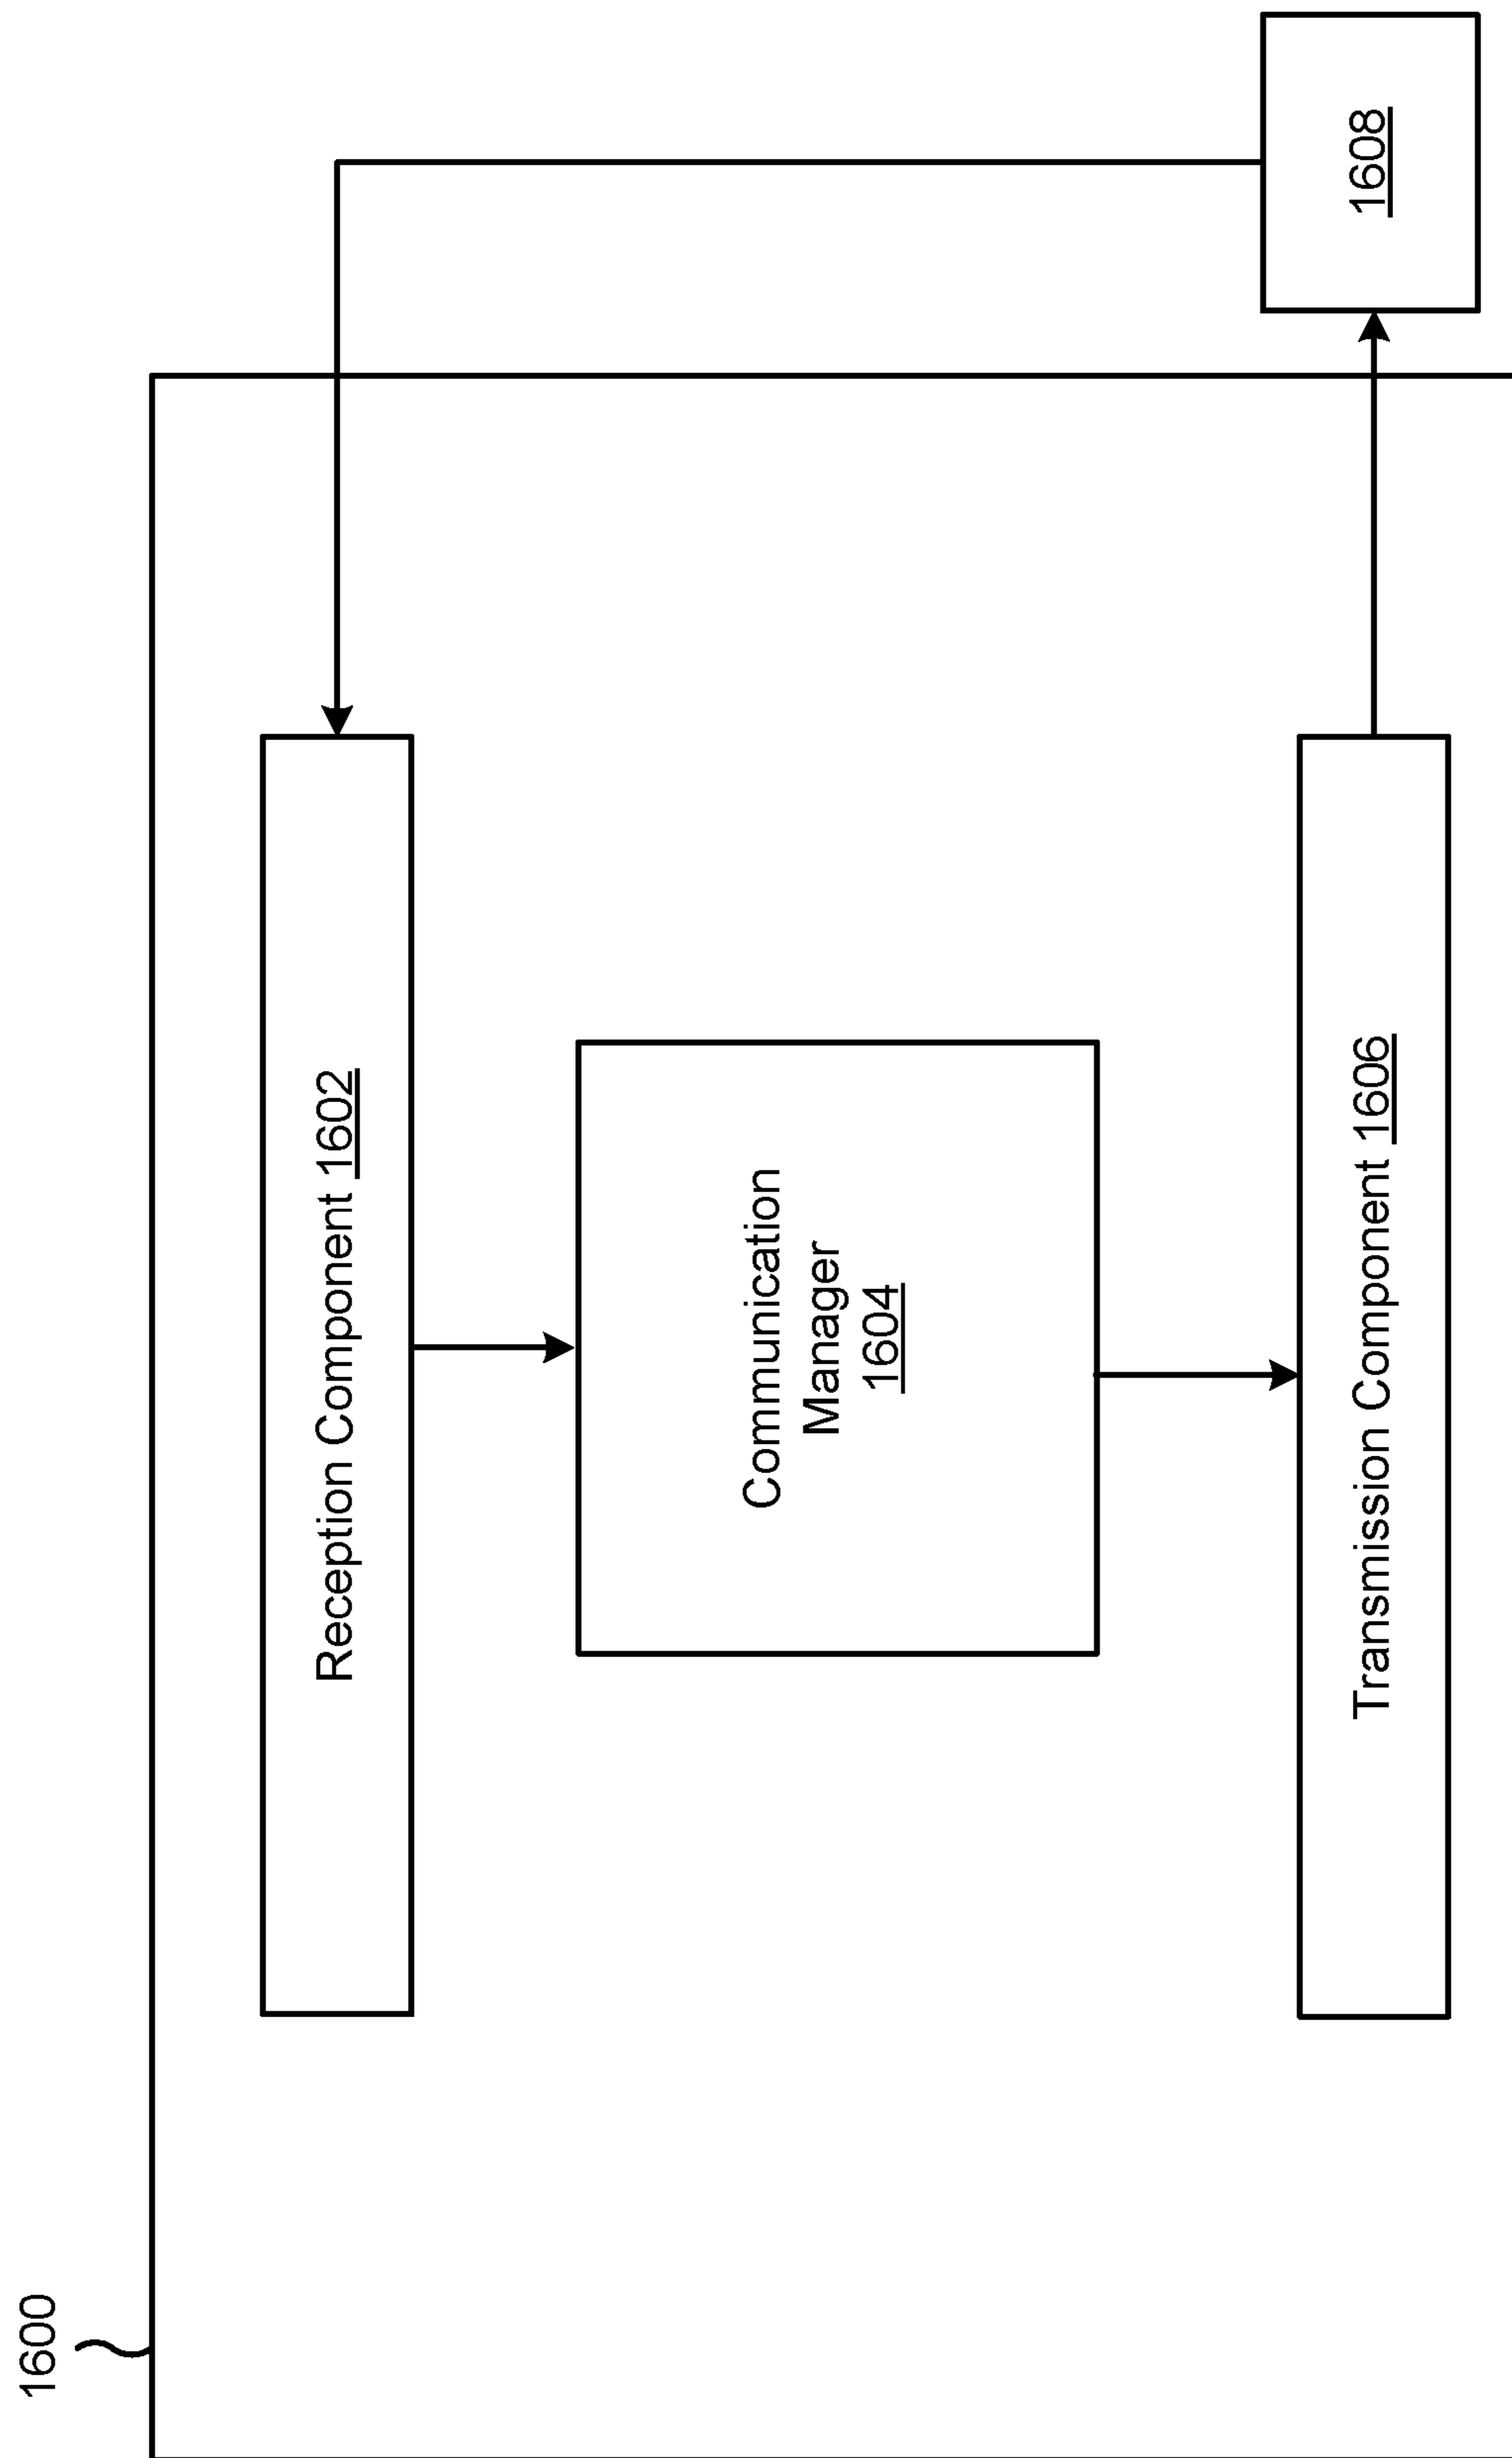 1600
Reception Component 1602
Communication
Manager
1604
Transmission Component 1606
1608